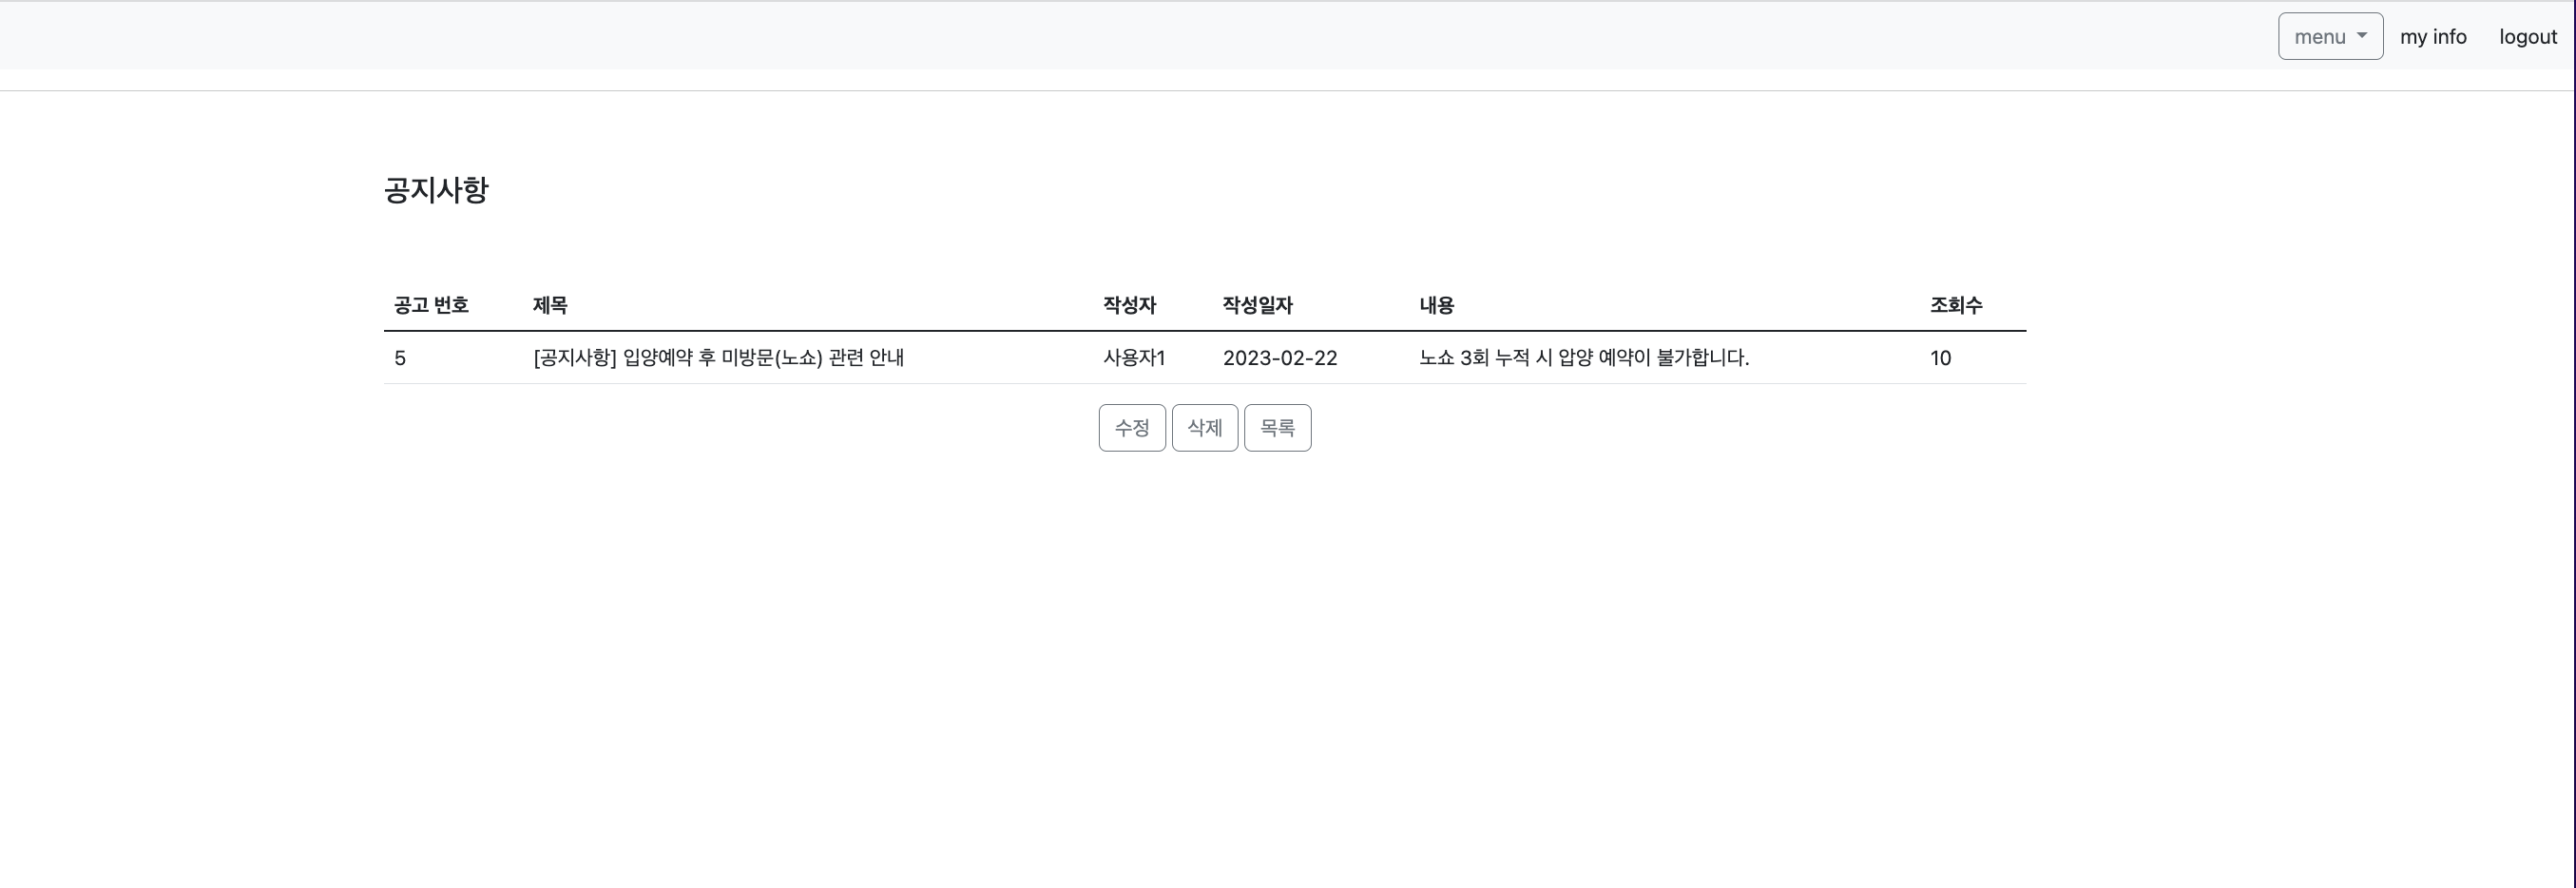 menu my info logout
공지사항
공고 번호 제목 작성자 작성일자 내용 조회수
5 [공지사항] 입양예약 후 미방문(노쇼) 관련 안내 사용자1 2023-02-22 노쇼 3회 누적 시 압양 예약이 불가합니다. 10
수정 삭제 목록